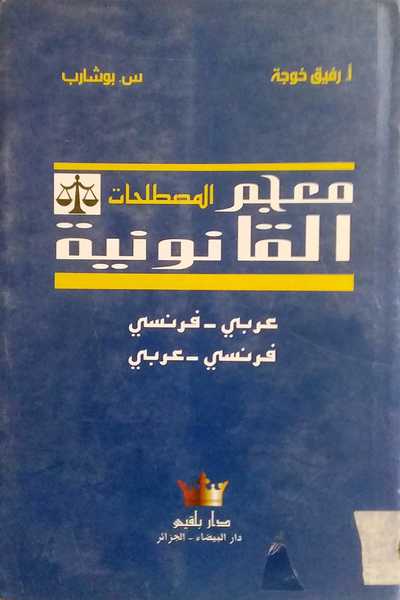 أ. رفيق خوجة
س. بوشارب
معجم المصطلحات
القانونية
عربي - فرنسي
فرنسي - عربي
دار بلقيس
دار البيضاء - الجزائر